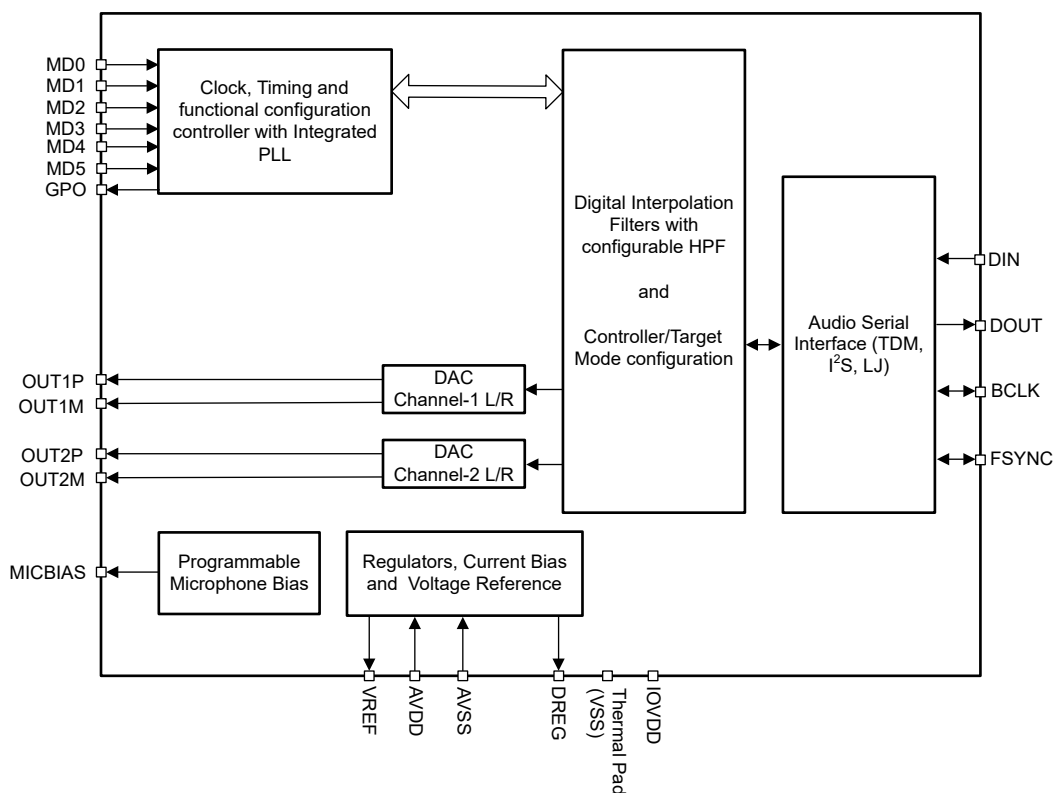 MD0
MD1
MD2
MD3
MD4
MD5
GPO
Clock, Timing and
functional configuration
controller with Integrated
PLL
Digital Interpolation
Filters with
configurable HPF
and
Controller/Target
Mode configuration
Audio Serial
Interface (TDM,
I²S, LJ)
DIN
DOUT
BCLK
FSYNC
OUT1P
OUT1M
DAC
Channel-1 L/R
OUT2P
OUT2M
DAC
Channel-2 L/R
MICBIAS
Programmable
Microphone Bias
Regulators, Current Bias
and Voltage Reference
VREF
AVDD
AVSS
DREG
Thermal Pad
(VSS)
IOVDD